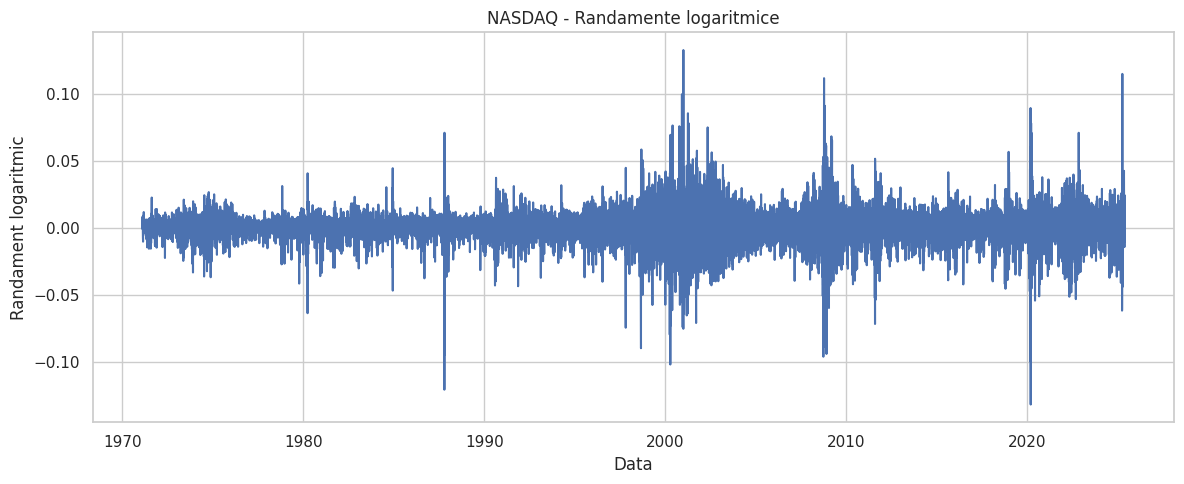 NASDAQ - Randamente logaritmice
Randament logaritmic
0.10
0.05
0.00
−0.05
−0.10
1970 1980 1990 2000 2010 2020
Data